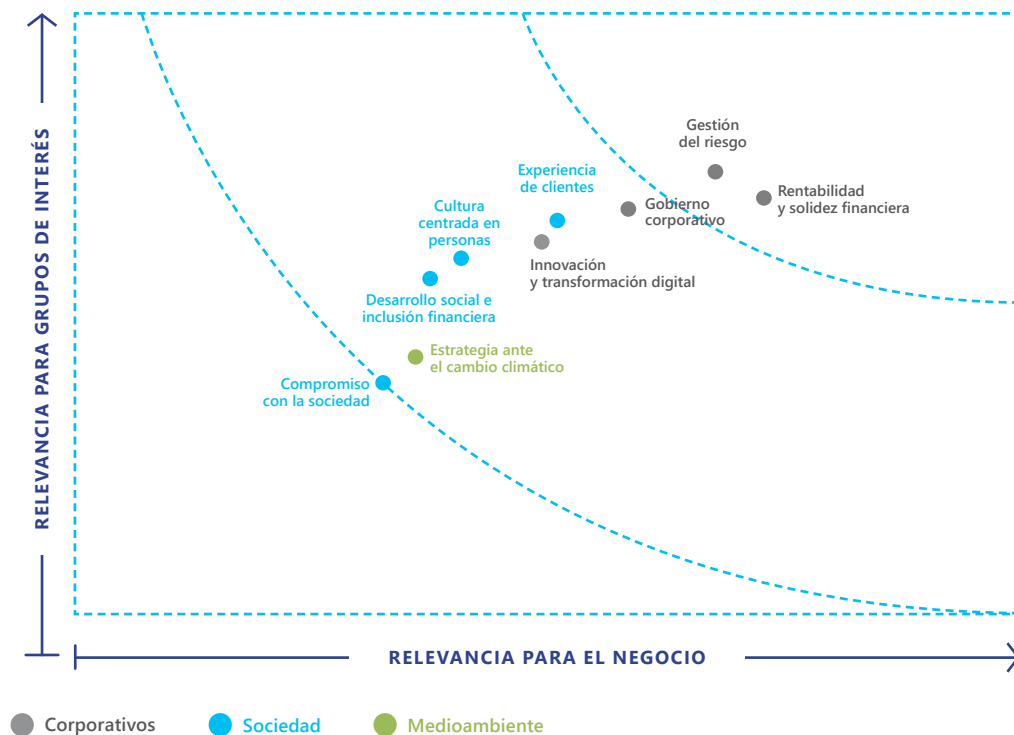 RELEVANCIA PARA GRUPOS DE INTERÉS
Gestión
del riesgo
Rentabilidad
y solidez financiera
Experiencia
de clientes
Gobierno
corporativo
Cultura
centrada en
personas
Innovación
y transformación digital
Desarrollo social e
inclusión financiera
Estrategia ante
el cambio climático
Compromiso
con la sociedad
RELEVANCIA PARA EL NEGOCIO
Corporativos
Sociedad
Medioambiente